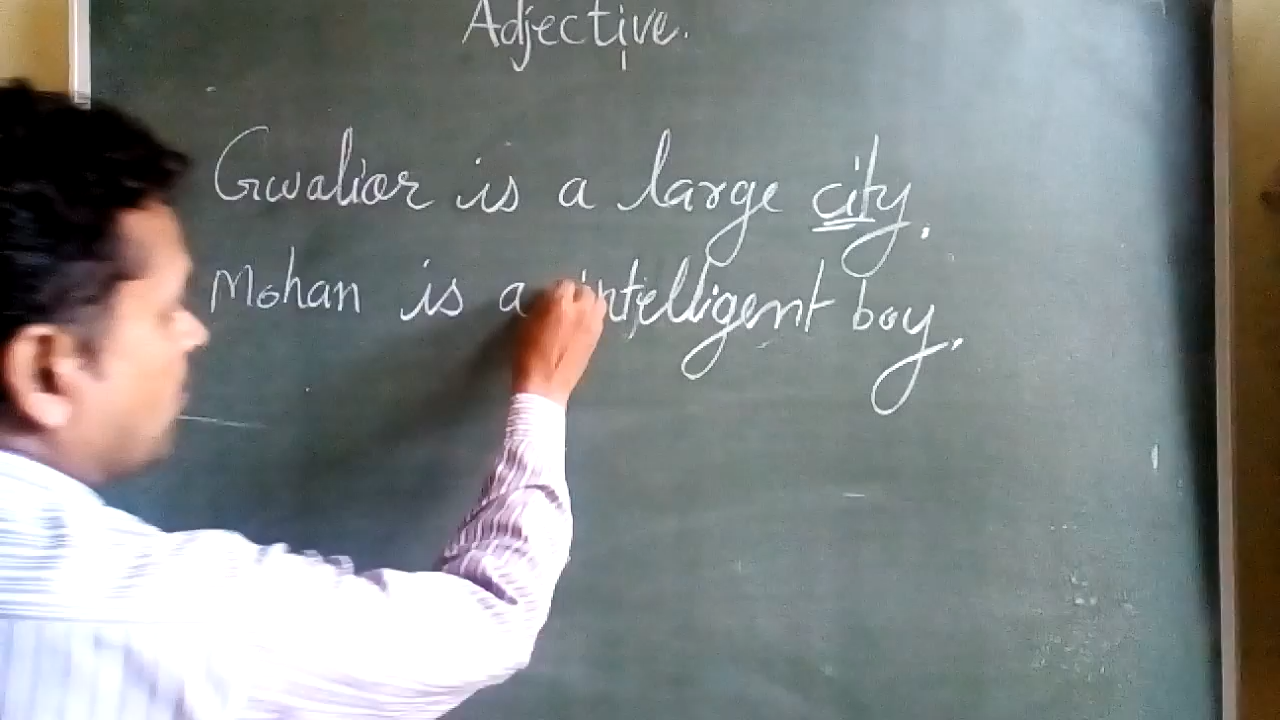 Adjective.
Gwalior is a large city.
Mohan is a intelligent boy.